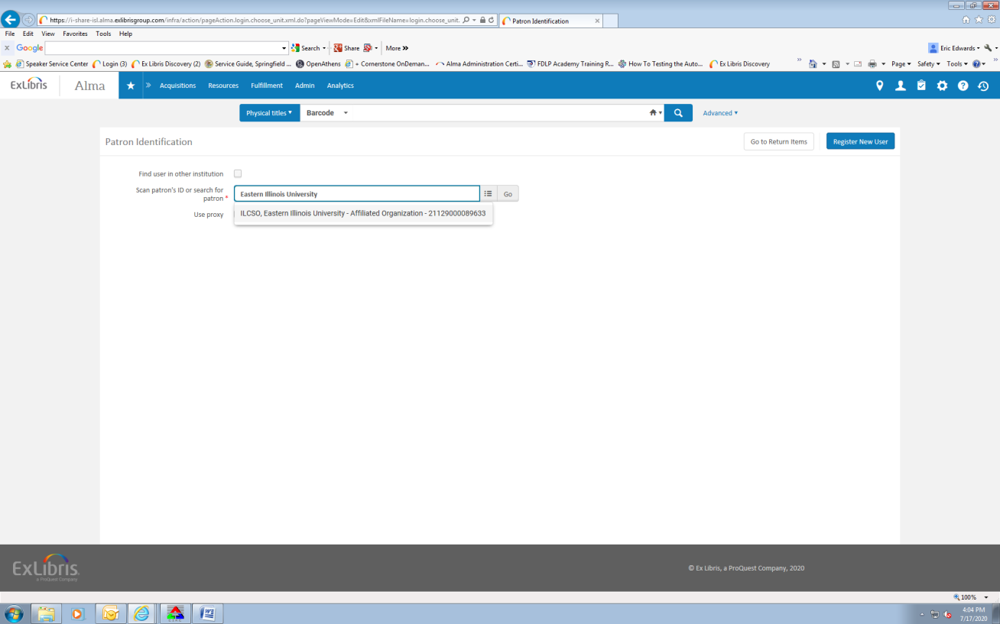 https://i-share-isl.alma.exlibrisgroup.com/infra/action/pageAction.login.choose_unit.xml.do?pageViewMode=Edit&xmlFileName=login.choose_unit.
Patron Identification
File Edit View Favorites Tools Help
x Google Search Share More »
Eric Edwards
Speaker Service Center Login (3) Ex Libris Discovery (2) Service Guide, Springfield ... OpenAthens + Cornerstone OnDeman... Alma Administration Certi... FDLP Academy Training R... How To Testing the Auto... Ex Libris Discovery » Page Safety Tools »
ExLibris Alma » Acquisitions Resources Fulfillment Admin Analytics
Physical titles Barcode Advanced
Patron Identification Go to Return Items Register New User
Find user in other institution
Scan patron's ID or search for
patron * Eastern Illinois University Go
Use proxy ILCSO, Eastern Illinois University - Affiliated Organization - 21129000089633
ExLibris
a ProQuest Company
© Ex Libris, a ProQuest Company, 2020
100%
4:04 PM
7/17/2020